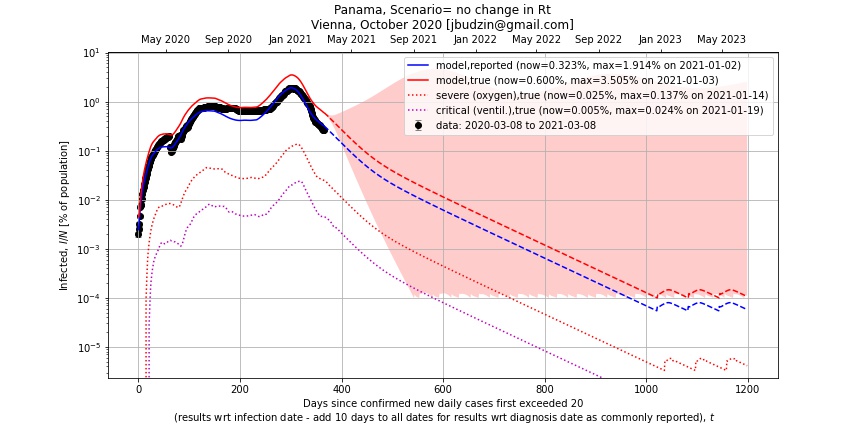 Panama, Scenario= no change in Rt
Vienna, October 2020 [jbudzin@gmail.com]
May 2020 Sep 2020 Jan 2021 May 2021 Sep 2021 Jan 2022 May 2022 Sep 2022 Jan 2023 May 2023
model,reported (now=0.323%, max=1.914% on 2021-01-02)
model,true (now=0.600%, max=3.505% on 2021-01-03)
severe (oxygen),true (now=0.025%, max=0.137% on 2021-01-14)
critical (ventil.),true (now=0.005%, max=0.024% on 2021-01-19)
data: 2020-03-08 to 2021-03-08
Infected, I/N [% of population]
10¹
10⁰
10⁻¹
10⁻²
10⁻³
10⁻⁴
10⁻⁵
0 200 400 600 800 1000 1200
Days since confirmed new daily cases first exceeded 20
(results wrt infection date - add 10 days to all dates for results wrt diagnosis date as commonly reported), t